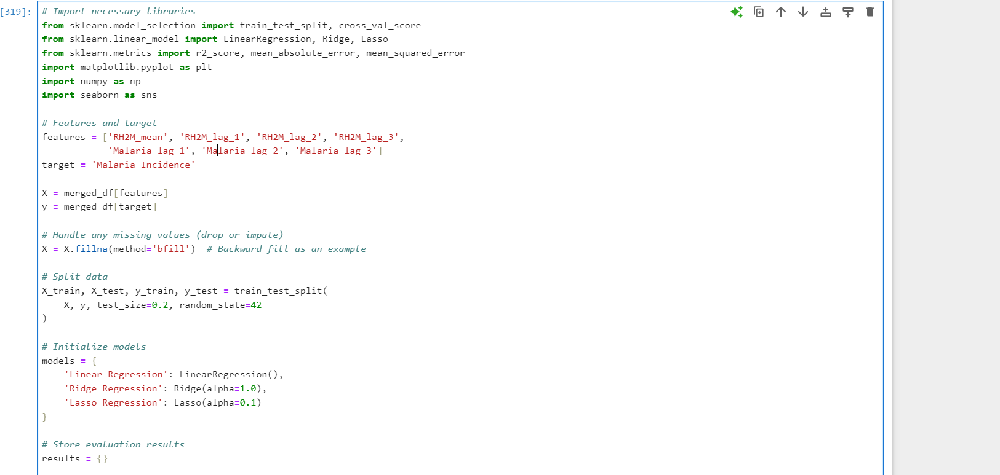 [319]:
# Import necessary libraries
from sklearn.model_selection import train_test_split, cross_val_score
from sklearn.linear_model import LinearRegression, Ridge, Lasso
from sklearn.metrics import r2_score, mean_absolute_error, mean_squared_error
import matplotlib.pyplot as plt
import numpy as np
import seaborn as sns

# Features and target
features = ['RH2M_mean', 'RH2M_lag_1', 'RH2M_lag_2', 'RH2M_lag_3',
            'Malaria_lag_1', 'Malaria_lag_2', 'Malaria_lag_3']
target = 'Malaria Incidence'

X = merged_df[features]
y = merged_df[target]

# Handle any missing values (drop or impute)
X = X.fillna(method='bfill')  # Backward fill as an example

# Split data
X_train, X_test, y_train, y_test = train_test_split(
    X, y, test_size=0.2, random_state=42
)

# Initialize models
models = {
    'Linear Regression': LinearRegression(),
    'Ridge Regression': Ridge(alpha=1.0),
    'Lasso Regression': Lasso(alpha=0.1)
}

# Store evaluation results
results = {}